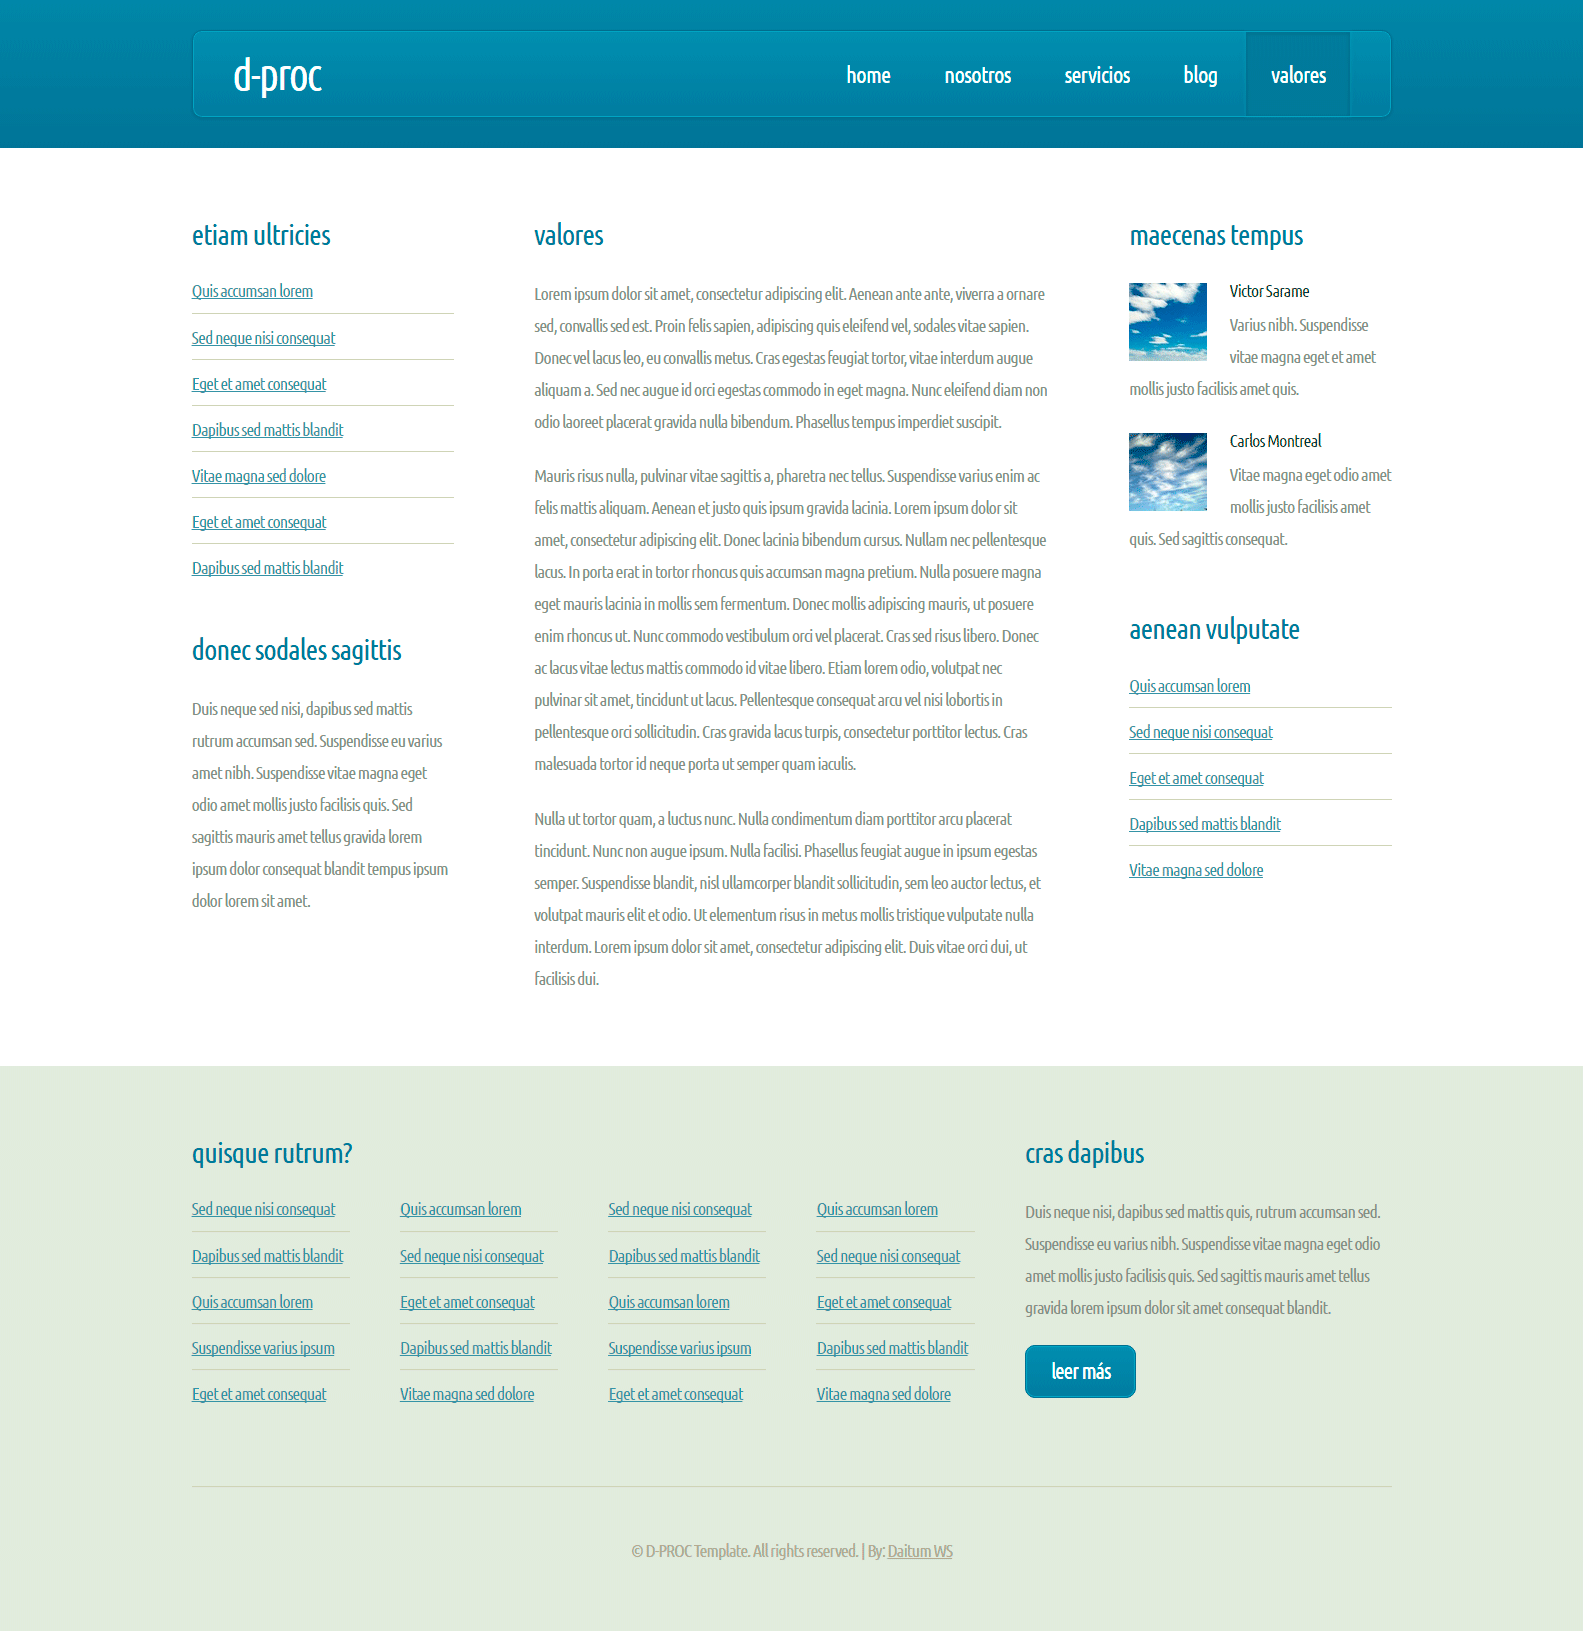 d-proc
home
nosotros
servicios
blog
valores
etiam ultricies
Quis accumsan lorem
Sed neque nisi consequat
Eget et amet consequat
Dapibus sed mattis blandit
Vitae magna sed dolore
Eget et amet consequat
Dapibus sed mattis blandit
donec sodales sagittis
Duis neque sed nisi, dapibus sed mattis
rutrum accumsan sed. Suspendisse eu varius
amet nibh. Suspendisse vitae magna eget
odio amet mollis justo facilisis quis. Sed
sagittis mauris amet tellus gravida lorem
ipsum dolor consequat blandit tempus ipsum
dolor lorem sit amet.
valores
Lorem ipsum dolor sit amet, consectetur adipiscing elit. Aenean ante ante, viverra a ornare
sed, convallis sed est. Proin felis sapien, adipiscing quis eleifend vel, sodales vitae sapien.
Donec vel lacus leo, eu convallis metus. Cras egestas feugiat tortor, vitae interdum augue
aliquam a. Sed nec augue id orci egestas commodo in eget magna. Nunc eleifend diam non
odio laoreet placerat gravida nulla bibendum. Phasellus tempus imperdiet suscipit.
Mauris risus nulla, pulvinar vitae sagittis a, pharetra nec tellus. Suspendisse varius enim ac
felis mattis aliquam. Aenean et justo quis ipsum gravida lacinia. Lorem ipsum dolor sit
amet, consectetur adipiscing elit. Donec lacinia bibendum cursus. Nullam nec pellentesque
lacus. In porta erat in tortor rhoncus quis accumsan magna pretium. Nulla posuere magna
eget mauris lacinia in mollis sem fermentum. Donec mollis adipiscing mauris, ut posuere
enim rhoncus ut. Nunc commodo vestibulum orci vel placerat. Cras sed risus libero. Donec
ac lacus vitae lectus mattis commodo id vitae libero. Etiam lorem odio, volutpat nec
pulvinar sit amet, tincidunt ut lacus. Pellentesque consequat arcu vel nisi lobortis in
pellentesque orci sollicitudin. Cras gravida lacus turpis, consectetur porttitor lectus. Cras
malesuada tortor id neque porta ut semper quam iaculis.
Nulla ut tortor quam, a luctus nunc. Nulla condimentum diam porttitor arcu placerat
tincidunt. Nunc non augue ipsum. Nulla facilisi. Phasellus feugiat augue in ipsum egestas
semper. Suspendisse blandit, nisl ullamcorper blandit sollicitudin, sem leo auctor lectus, et
volutpat mauris elit et odio. Ut elementum risus in metus mollis tristique vulputate nulla
interdum. Lorem ipsum dolor sit amet, consectetur adipiscing elit. Duis vitae orci dui, ut
facilisis dui.
maecenas tempus
Victor Sarame
Varius nibh. Suspendisse
vitae magna eget et amet
mollis justo facilisis amet quis.
Carlos Montreal
Vitae magna eget odio amet
mollis justo facilisis amet
quis. Sed sagittis consequat.
aenean vulputate
Quis accumsan lorem
Sed neque nisi consequat
Eget et amet consequat
Dapibus sed mattis blandit
Vitae magna sed dolore
quisque rutrum?
Sed neque nisi consequat
Dapibus sed mattis blandit
Quis accumsan lorem
Suspendisse varius ipsum
Eget et amet consequat
Quis accumsan lorem
Sed neque nisi consequat
Eget et amet consequat
Dapibus sed mattis blandit
Vitae magna sed dolore
Sed neque nisi consequat
Dapibus sed mattis blandit
Quis accumsan lorem
Suspendisse varius ipsum
Eget et amet consequat
Quis accumsan lorem
Sed neque nisi consequat
Eget et amet consequat
Dapibus sed mattis blandit
Vitae magna sed dolore
cras dapibus
Duis neque nisi, dapibus sed mattis quis, rutrum accumsan sed.
Suspendisse eu varius nibh. Suspendisse vitae magna eget odio
amet mollis justo facilisis quis. Sed sagittis mauris amet tellus
gravida lorem ipsum dolor sit amet consequat blandit.
leer más
© D-PROC Template. All rights reserved. | By: Daitum WS